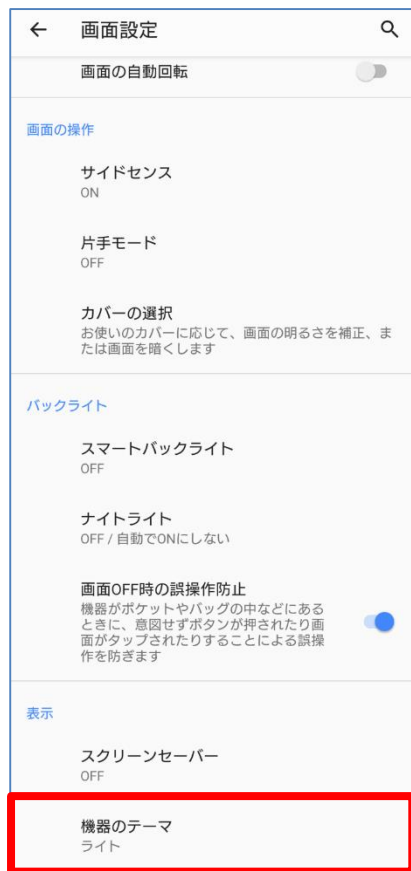 画面設定
画面の自動回転
画面の操作
サイドセンス
ON
片手モード
OFF
カバーの選択
お使いのカバーに応じて、画面の明るさを補正、ま
たは画面を暗くします
バックライト
スマートバックライト
OFF
ナイトライト
OFF / 自動でONにしない
画面OFF時の誤操作防止
機器がポケットやバッグの中などにある
ときに、意図せずボタンが押されたり画
面がタップされたりすることによる誤操
作を防ぎます
表示
スクリーンセーバー
OFF
機器のテーマ
ライト